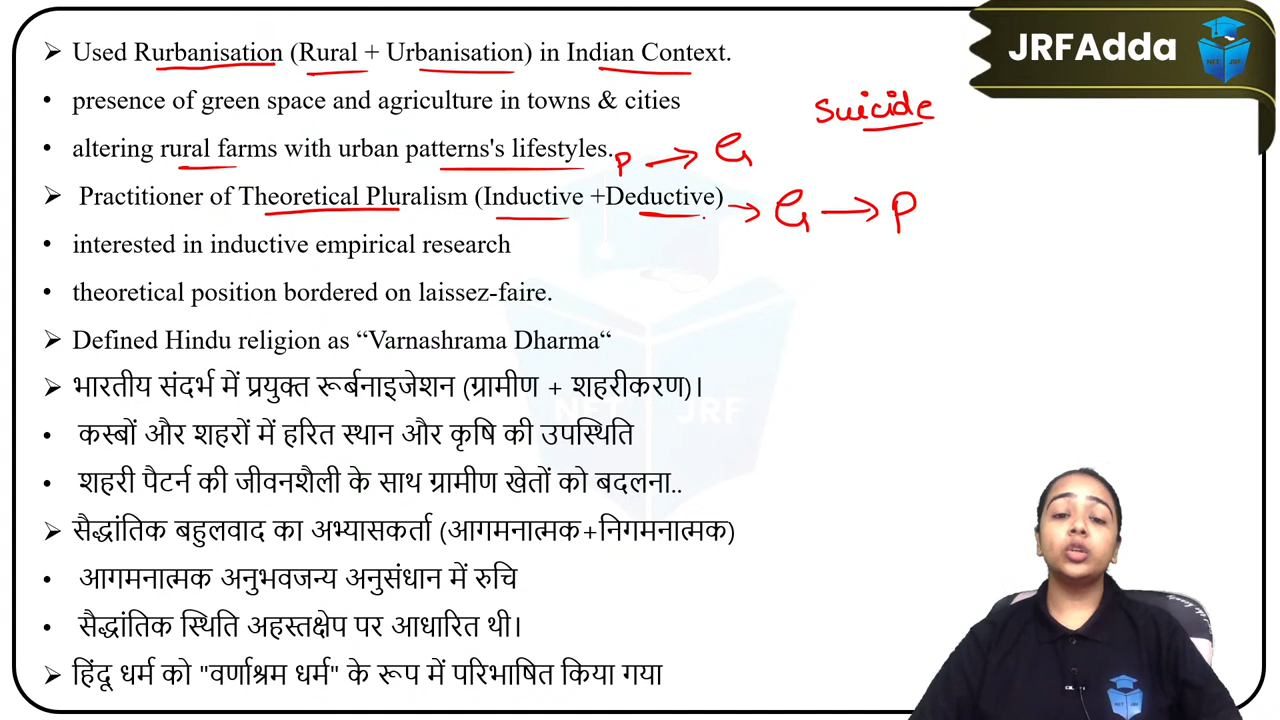 ➢ Used Rurbanisation (Rural + Urbanisation) in Indian Context.
• presence of green space and agriculture in towns & cities
• altering rural farms with urban patterns's lifestyles.
➢ Practitioner of Theoretical Pluralism (Inductive +Deductive)
• interested in inductive empirical research
• theoretical position bordered on laissez-faire.
➢ Defined Hindu religion as “Varnashrama Dharma“
➢ भारतीय संदर्भ में प्रयुक्त रूर्बनाइजेशन (ग्रामीण + शहरीकरण)।
• कस्बों और शहरों में हरित स्थान और कृषि की उपस्थिति
• शहरी पैटर्न की जीवनशैली के साथ ग्रामीण खेतों को बदलना..
➢ सैद्धांतिक बहुलवाद का अभ्यासकर्ता (आगमनात्मक+निगमनात्मक)
• आगमनात्मक अनुभवजन्य अनुसंधान में रुचि
• सैद्धांतिक स्थिति अहस्तक्षेप पर आधारित थी।
➢ हिंदू धर्म को "वर्णाश्रम धर्म" के रूप में परिभाषित किया गया
Suicide
P → G
→ G → P
JRFAdda
NET JRF
NET JRF